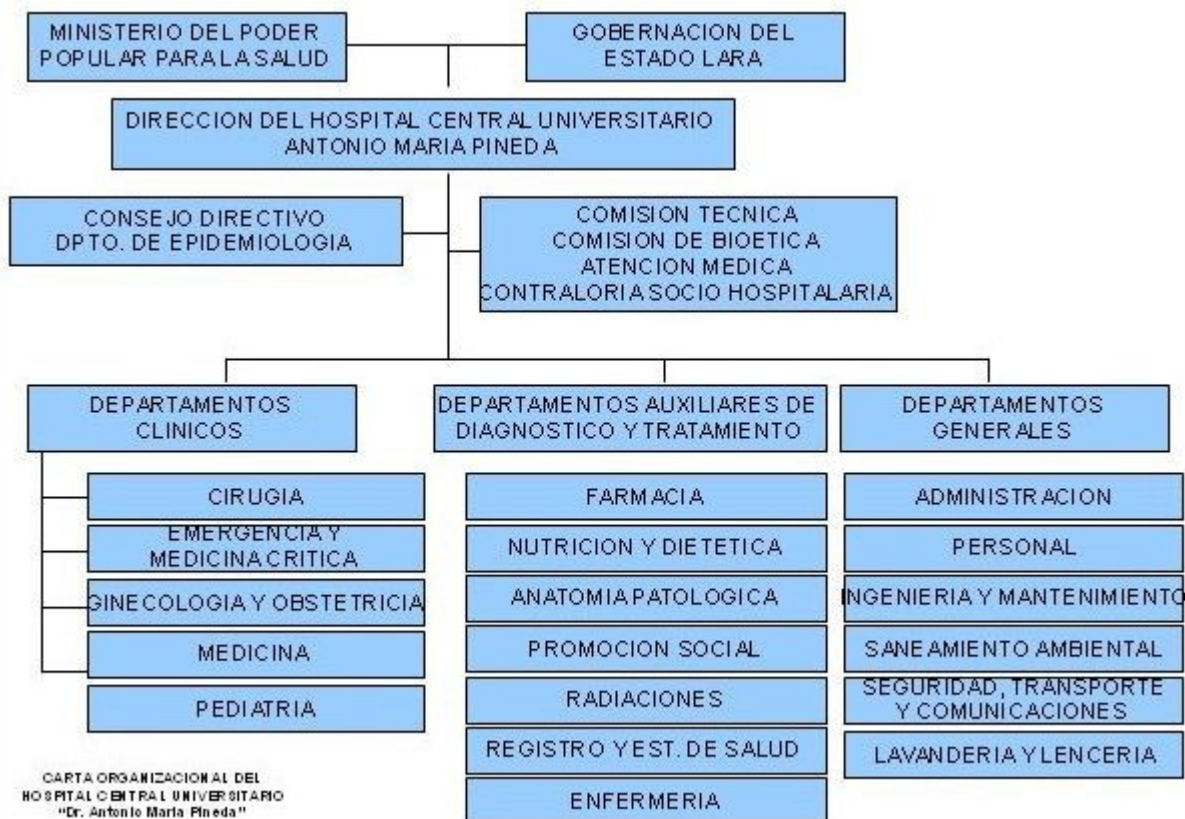 MINISTERIO DEL PODER
POPULAR PARA LA SALUD
GOBERNACION DEL
ESTADO LARA
DIRECCION DEL HOSPITAL CENTRAL UNIVERSITARIO
ANTONIO MARIA PINEDA
CONSEJO DIRECTIVO
DPTO. DE EPIDEMIOLOGIA
COMISION TECNICA
COMISION DE BIOETICA
ATENCION MEDICA
CONTRALORIA SOCIO HOSPITALARIA
DEPARTAMENTOS
CLINICOS
CIRUGIA
EMERGENCIA Y
MEDICINA CRITICA
GINECOLOGIA Y OBSTETRICIA
MEDICINA
PEDIATRIA
DEPARTAMENTOS AUXILIARES DE
DIAGNOSTICO Y TRATAMIENTO
FARMACIA
NUTRICION Y DIETETICA
ANATOMIA PATOLOGICA
PROMOCION SOCIAL
RADIACIONES
REGISTRO Y EST. DE SALUD
ENFERMERIA
DEPARTAMENTOS
GENERALES
ADMINISTRACION
PERSONAL
INGENIERIA Y MANTENIMIENTO
SANEAMIENTO AMBIENTAL
SEGURIDAD, TRANSPORTE
Y COMUNICACIONES
LAVANDERIA Y LENCERIA
CARTA ORGANIZACIONAL DEL
HOSPITAL CENTRAL UNIVERSITARIO
"Dr. Antonio Maria Pineda"